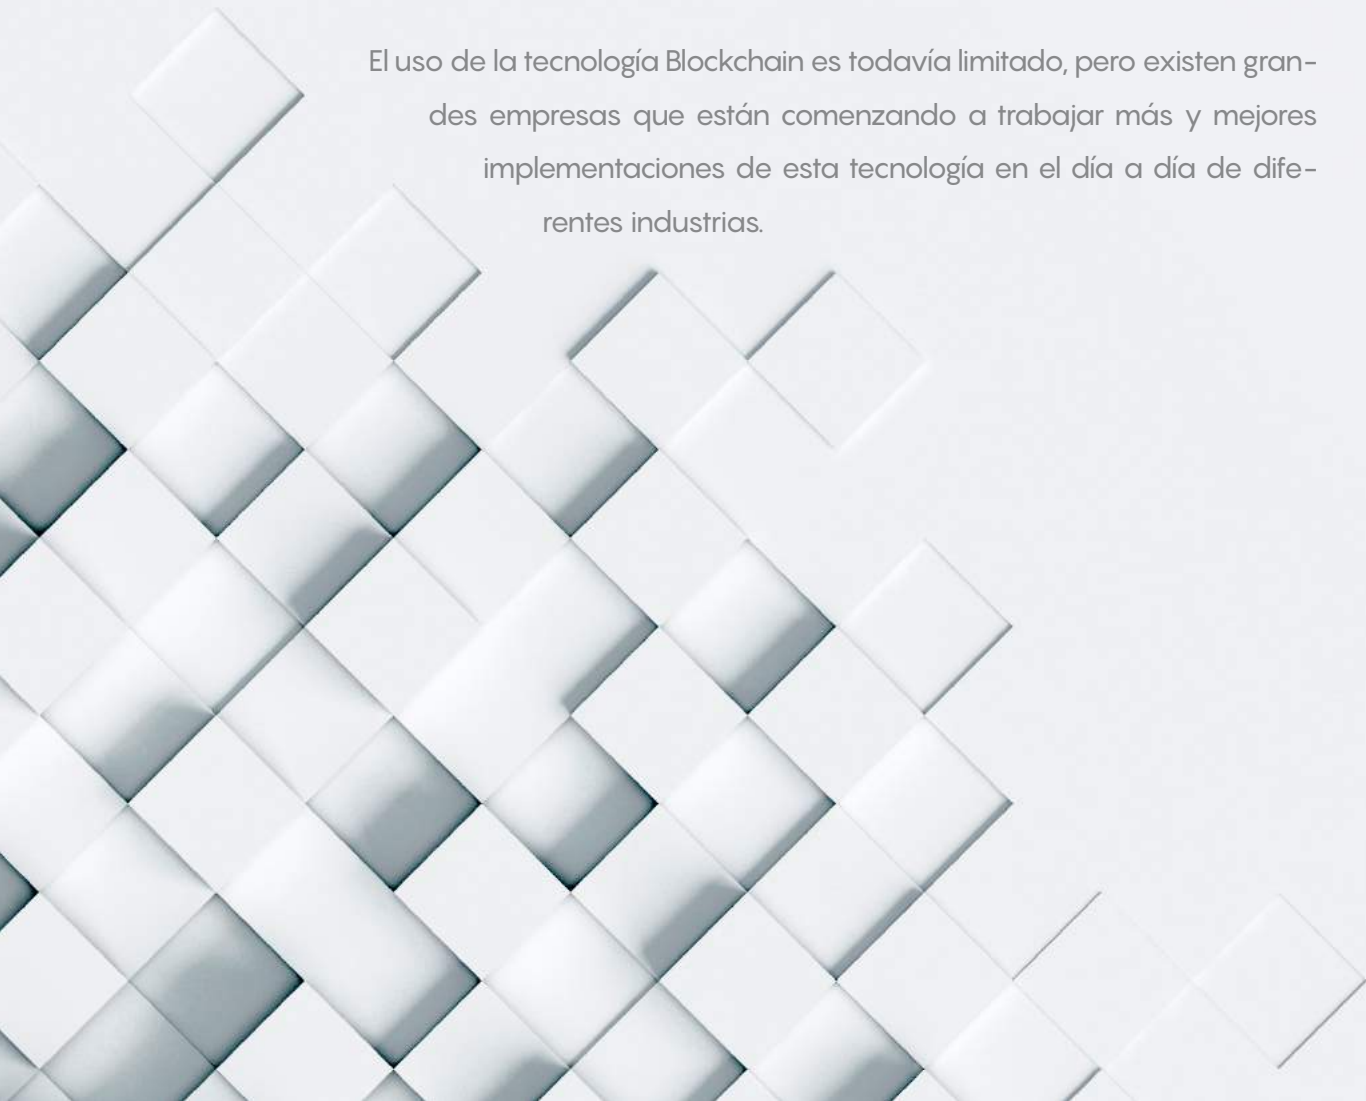 El uso de la tecnología Blockchain es todavía limitado, pero existen gran-
des empresas que están comenzando a trabajar más y mejores
implementaciones de esta tecnología en el día a día de dife-
rentes industrias.